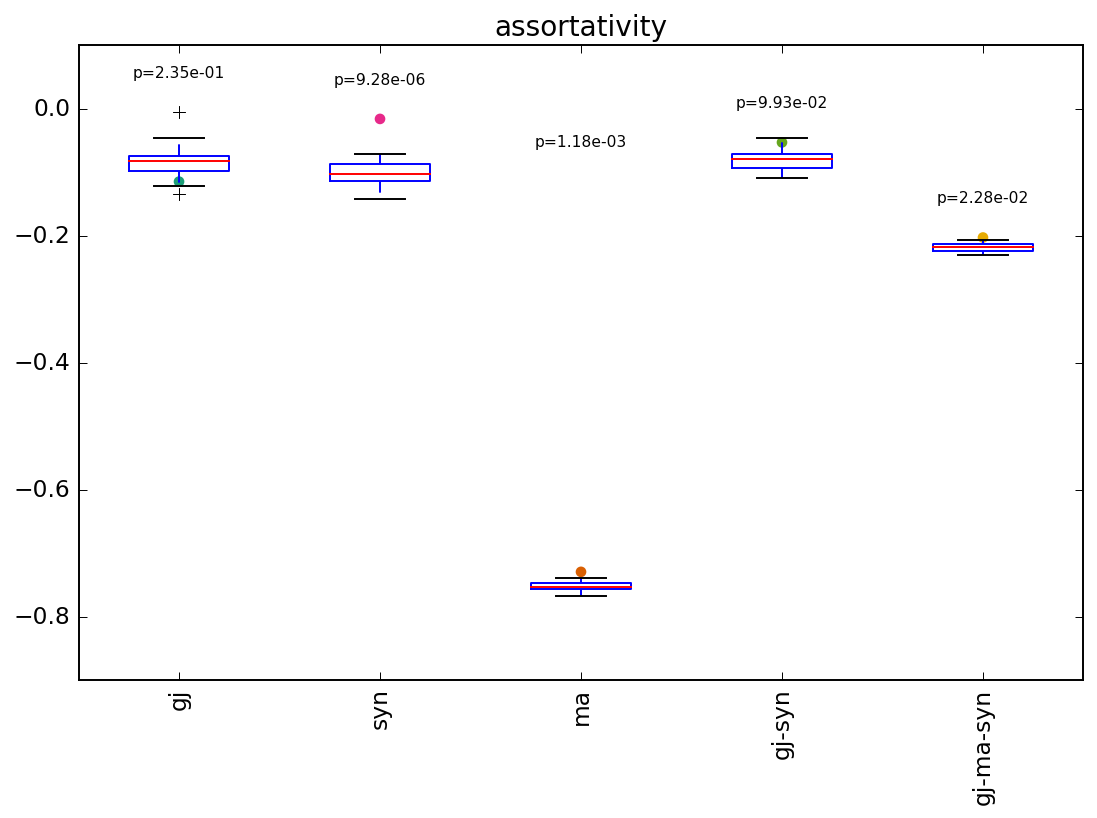 assortativity
p=2.35e-01
p=9.28e-06
p=1.18e-03
p=9.93e-02
p=2.28e-02
0.0
−0.2
−0.4
−0.6
−0.8
gj
syn
ma
gj-syn
gj-ma-syn